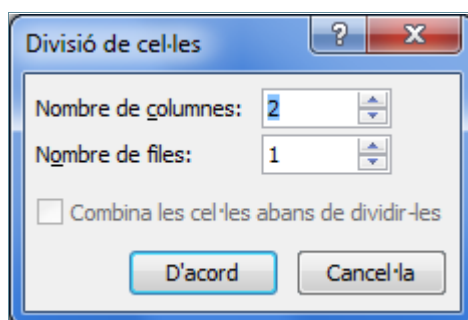 Divisió de cel·les
Nombre de columnes: 2
Nombre de files: 1
Combina les cel·les abans de dividir-les
D'acord Cancel·la